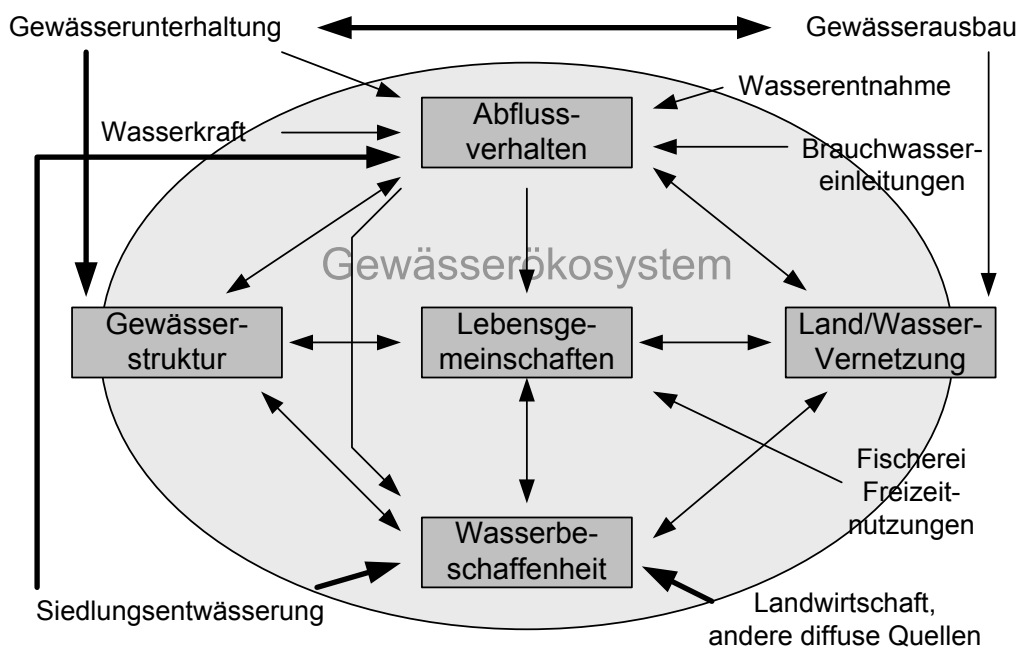 Gewässerunterhaltung
Gewässerausbau
Wasserentnahme
Abfluss-
verhalten
Wasserkraft
Brauchwasser-
einleitungen
Gewässerökosystem
Gewässer-
struktur
Lebensge-
meinschaften
Land/Wasser-
Vernetzung
Fischerei
Freizeit-
nutzungen
Wasserbe-
schaffenheit
Siedlungsentwässerung
Landwirtschaft,
andere diffuse Quellen